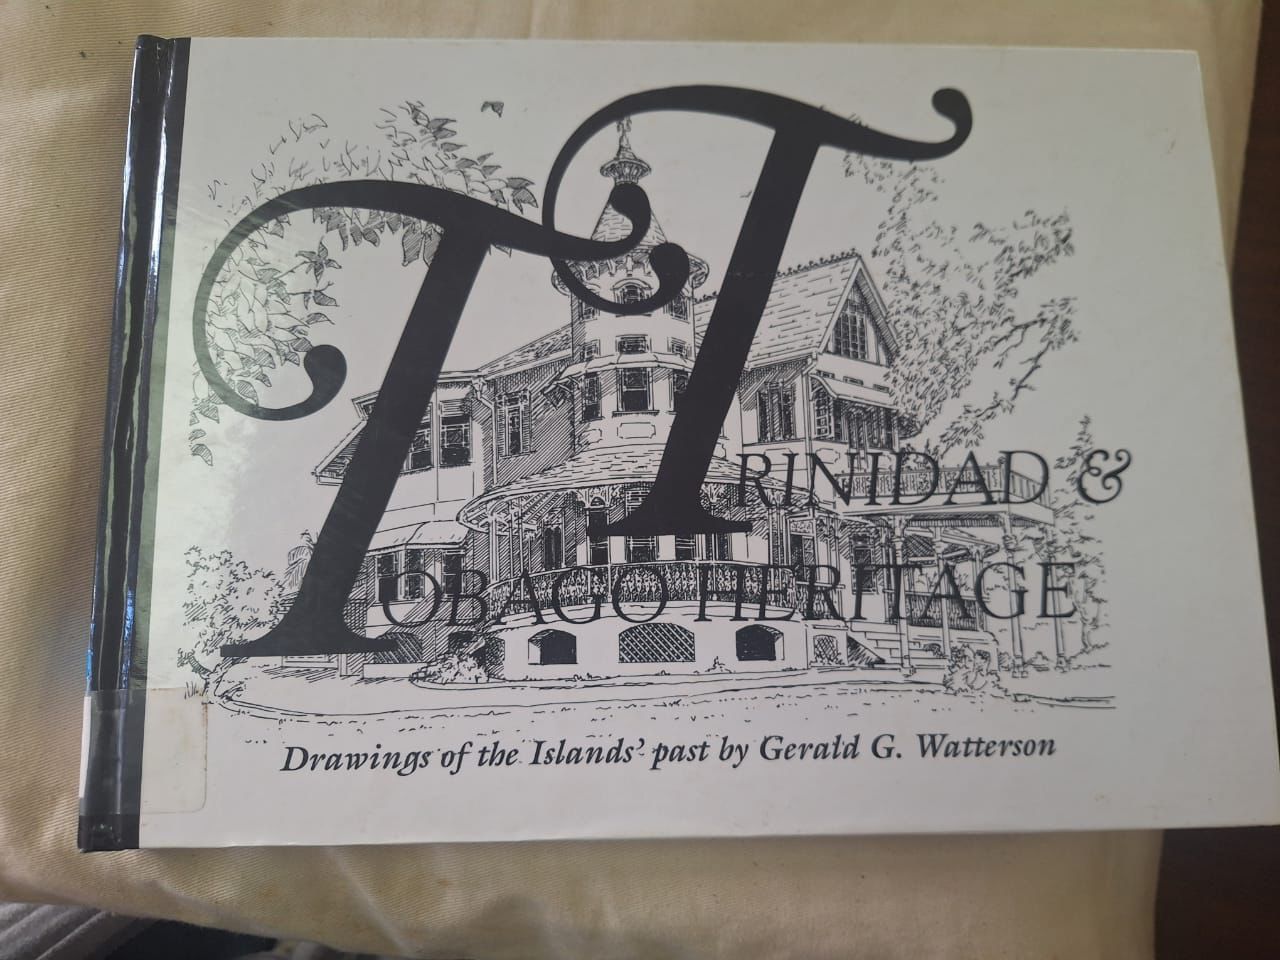 TRINIDAD &
TOBAGO HERITAGE
Drawings of the Islands' past by Gerald G. Watterson